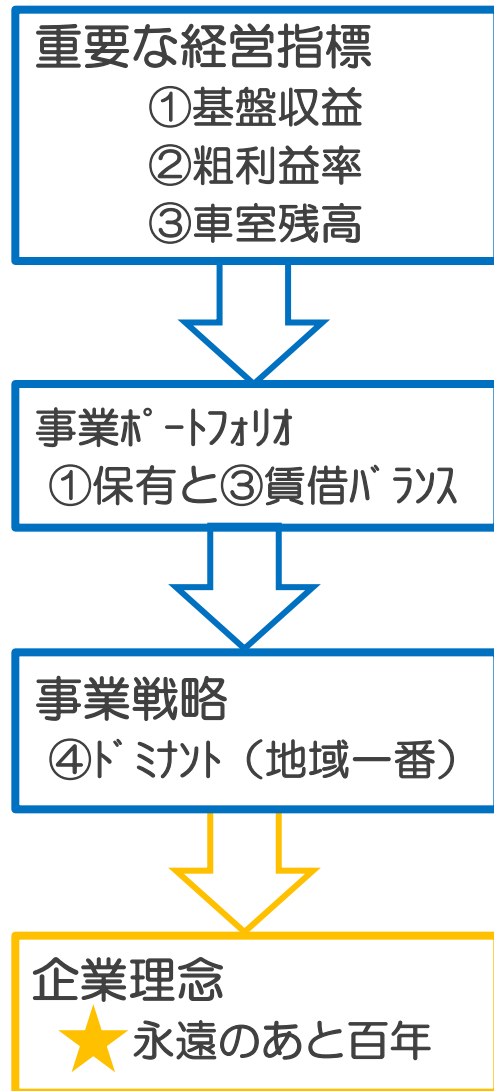 重要な経営指標
①基盤収益
②粗利益率
③車室残高
事業ﾎﾟｰﾄﾌｫﾘｵ
①保有と③賃借ﾊﾞﾗﾝｽ
事業戦略
④ﾄﾞﾐﾅﾝﾄ（地域一番）
企業理念
★永遠のあと百年